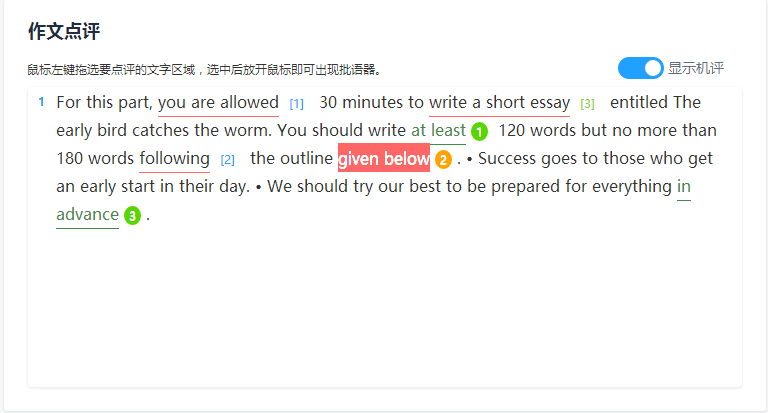 作文点评
鼠标左键拖选要点评的文字区域，选中后放开鼠标即可出现批语器。 显示机评
1 For this part, you are allowed [1] 30 minutes to write a short essay [3] entitled The
early bird catches the worm. You should write at least 1 120 words but no more than
180 words following [2] the outline given below 2 . • Success goes to those who get
an early start in their day. • We should try our best to be prepared for everything in
advance 3 .